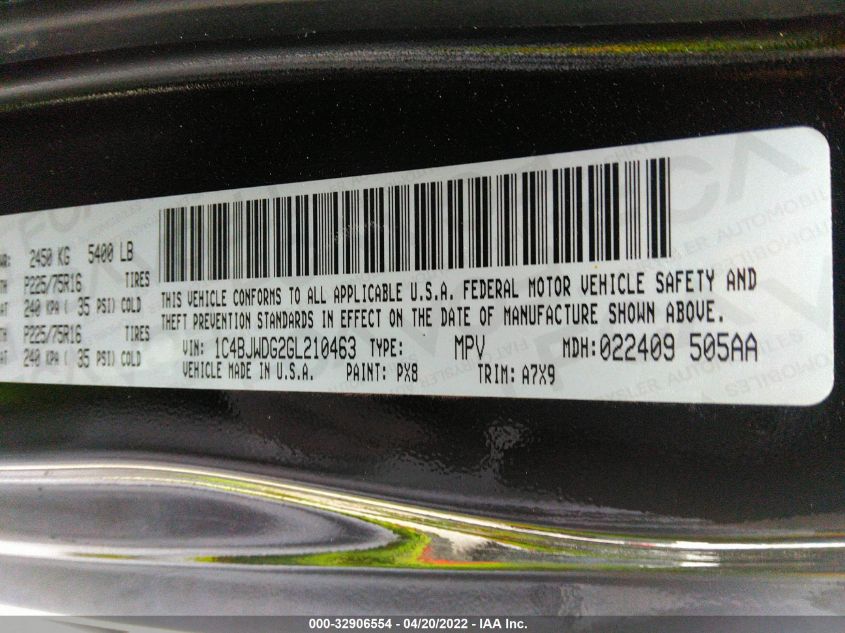 2450 KG 5400 LB
P225/75R16 TIRES
240 KPA ( 35 PSI) COLD
P225/75R16 TIRES
240 KPA ( 35 PSI) COLD
THIS VEHICLE CONFORMS TO ALL APPLICABLE U.S.A. FEDERAL MOTOR VEHICLE SAFETY AND
THEFT PREVENTION STANDARDS IN EFFECT ON THE DATE OF MANUFACTURE SHOWN ABOVE.
VIN: 1C4BJWDG2GL210463 TYPE: MPV MDH: 022409 505AA
VEHICLE MADE IN U.S.A. PAINT: PX8 TRIM: A7X9
000-32906554 - 04/20/2022 - IAA Inc.